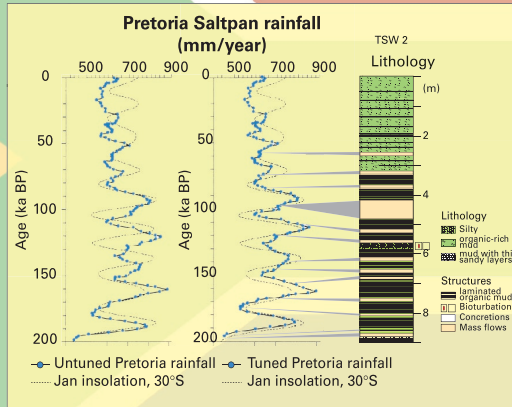 Pretoria Saltpan rainfall
(mm/year)
TSW 2
Lithology
500 700 900
500 700 900
0
50
100
150
200
Age (ka BP)
0
50
100
150
200
Age (ka BP)
(m)
2
4
6
8
Lithology
Silty
organic-rich
mud
mud with thi
sandy layers
Structures
laminated
organic mud
Bioturbation
Concretions
Mass flows
Untuned Pretoria rainfall
Jan insolation, 30°S
Tuned Pretoria rainfall
Jan insolation, 30°S